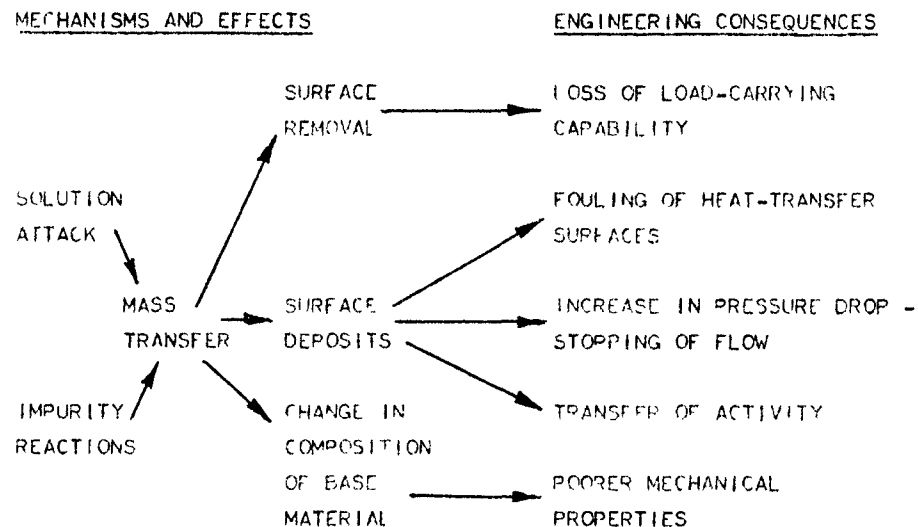 MECHANISMS AND EFFECTS
ENGINEERING CONSEQUENCES
SURFACE
REMOVAL
LOSS OF LOAD-CARRYING
CAPABILITY
SOLUTION
ATTACK
FOULING OF HEAT-TRANSFER
SURFACES
MASS
TRANSFER
SURFACE
DEPOSITS
INCREASE IN PRESSURE DROP -
STOPPING OF FLOW
IMPURITY
REACTIONS
CHANGE IN
COMPOSITION
OF BASE
MATERIAL
TRANSFER OF ACTIVITY
POORER MECHANICAL
PROPERTIES